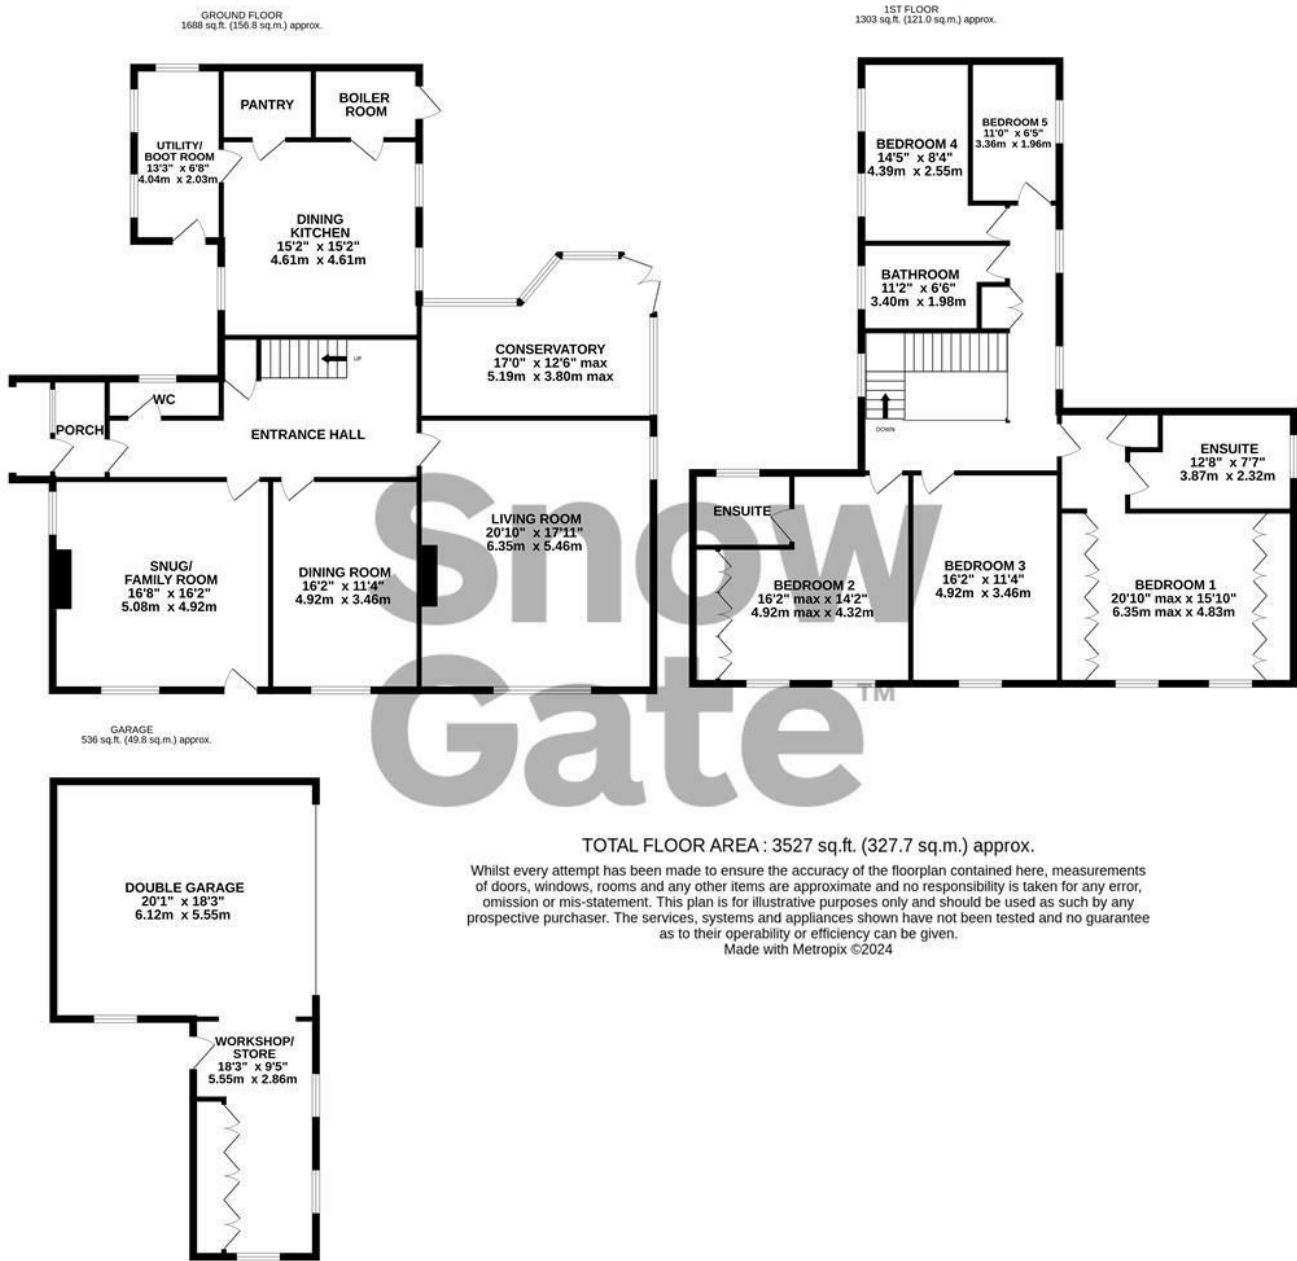 GROUND FLOOR
1688 sq.ft. (156.8 sq.m.) approx.
UTILITY/
BOOT ROOM
13'3" x 6'8"
4.04m x 2.03m
PANTRY
BOILER
ROOM
DINING
KITCHEN
15'2" x 15'2"
4.61m x 4.61m
CONSERVATORY
17'0" x 12'6" max
5.19m x 3.80m max
UP
WC
PORCH
ENTRANCE HALL
SNUG/
FAMILY ROOM
16'8" x 16'2"
5.08m x 4.92m
DINING ROOM
16'2" x 11'4"
4.92m x 3.46m
LIVING ROOM
20'10" x 17'11"
6.35m x 5.46m
1ST FLOOR
1303 sq.ft. (121.0 sq.m.) approx.
BEDROOM 4
14'5" x 8'4"
4.39m x 2.55m
BEDROOM 5
11'0" x 6'5"
3.36m x 1.96m
BATHROOM
11'2" x 6'6"
3.40m x 1.98m
DOWN
ENSUITE
12'8" x 7'7"
3.87m x 2.32m
ENSUITE
BEDROOM 2
16'2" max x 14'2"
4.92m max x 4.32m
BEDROOM 3
16'2" x 11'4"
4.92m x 3.46m
BEDROOM 1
20'10" max x 15'10"
6.35m max x 4.83m
Snow
Gate™
GARAGE
536 sq.ft. (49.8 sq.m.) approx.
DOUBLE GARAGE
20'1" x 18'3"
6.12m x 5.55m
WORKSHOP/
STORE
18'3" x 9'5"
5.55m x 2.86m
TOTAL FLOOR AREA : 3527 sq.ft. (327.7 sq.m.) approx.
Whilst every attempt has been made to ensure the accuracy of the floorplan contained here, measurements
of doors, windows, rooms and any other items are approximate and no responsibility is taken for any error,
omission or mis-statement. This plan is for illustrative purposes only and should be used as such by any
prospective purchaser. The services, systems and appliances shown have not been tested and no guarantee
as to their operability or efficiency can be given.
Made with Metropix ©2024